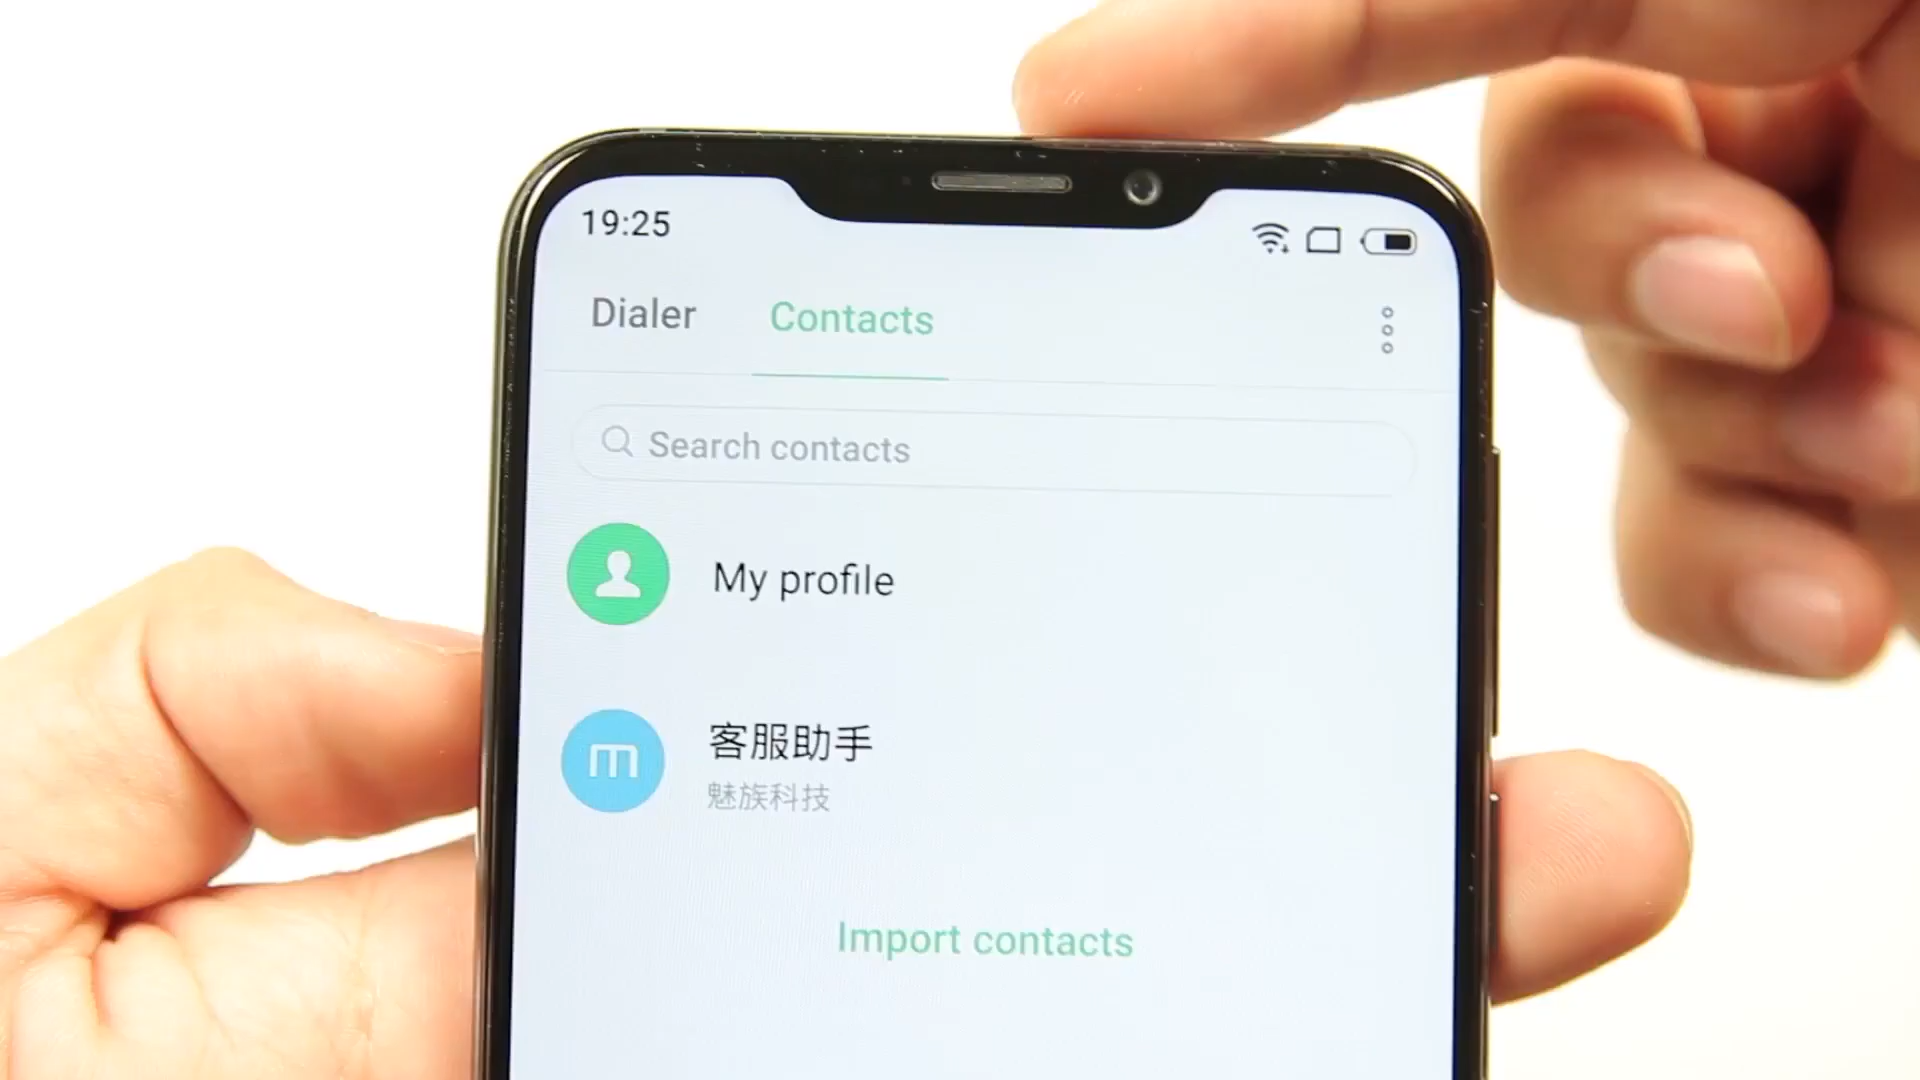 19:25
Dialer Contacts
Search contacts
My profile
m
客服助手
魅族科技
Import contacts